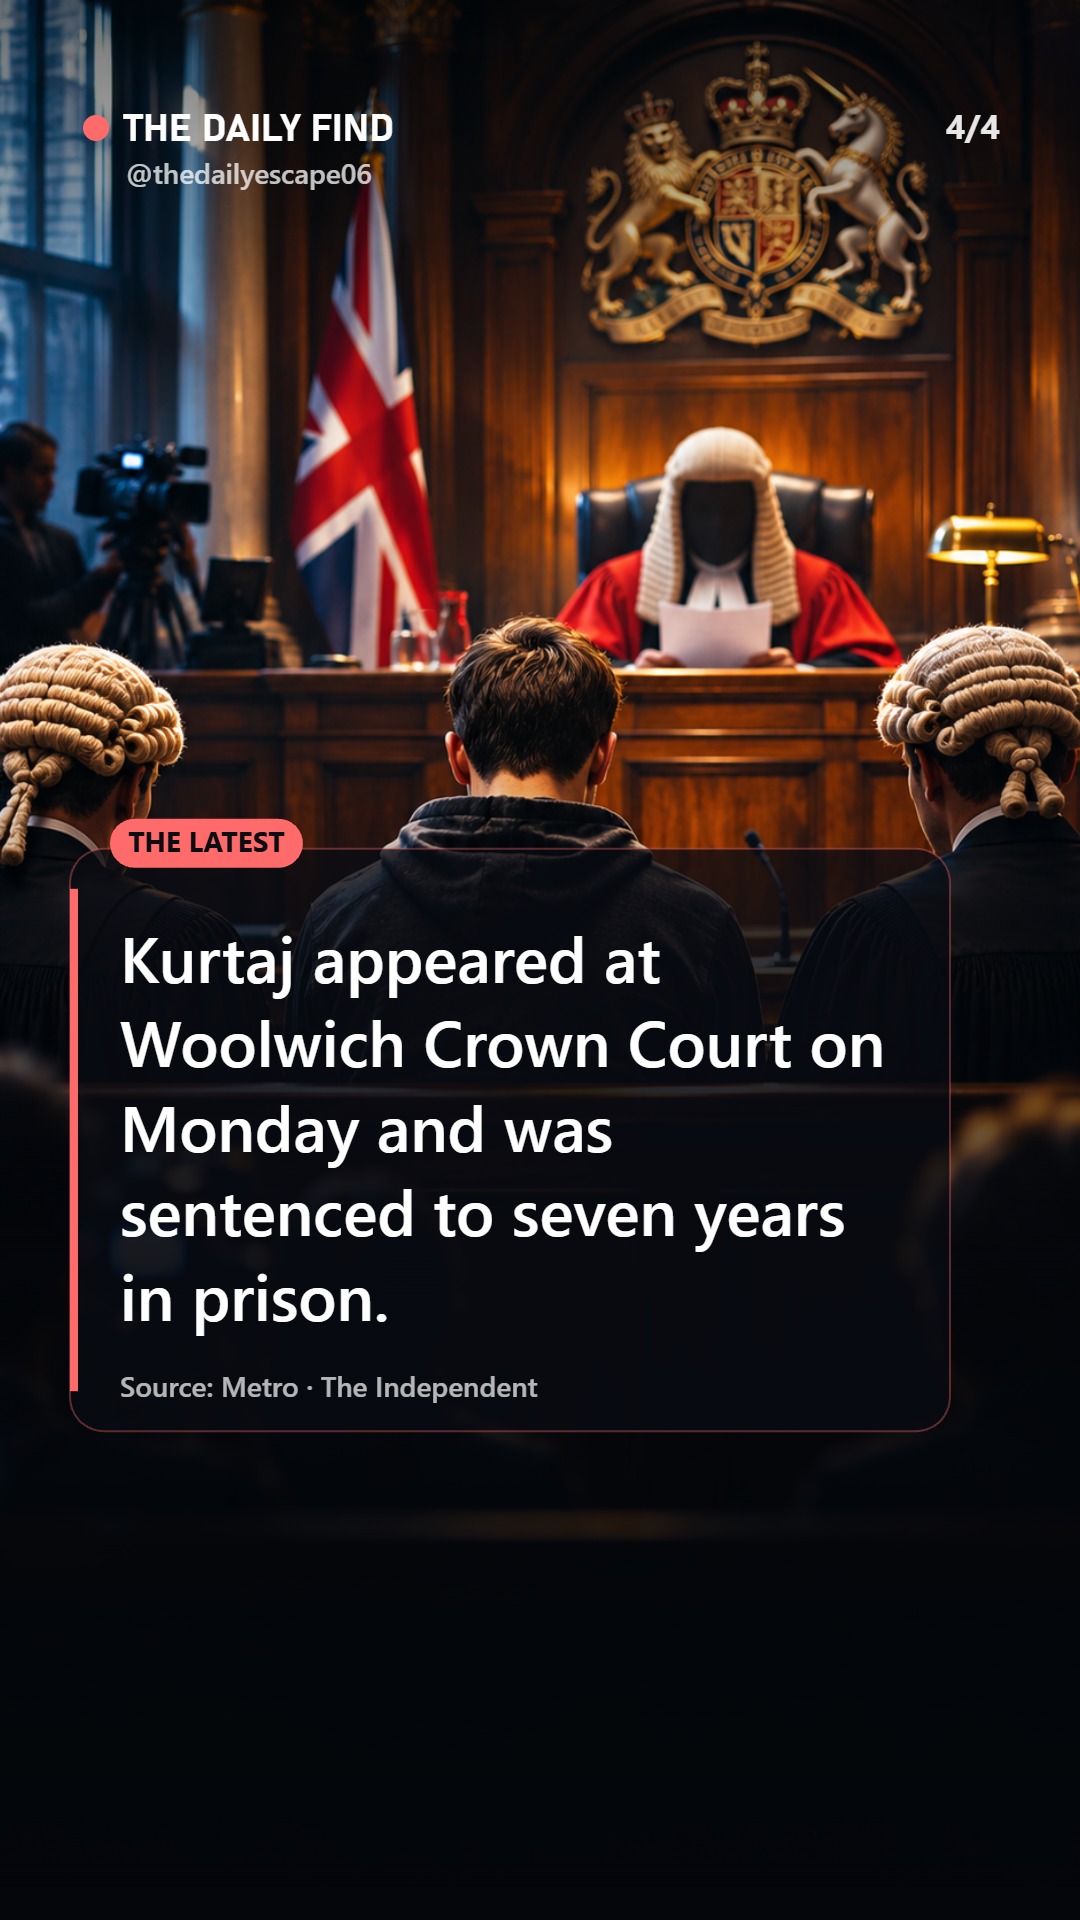 THE DAILY FIND
4/4
@thedailyescape06
THE LATEST
Kurtaj appeared at
Woolwich Crown Court on
Monday and was
sentenced to seven years
in prison.
Source: Metro · The Independent